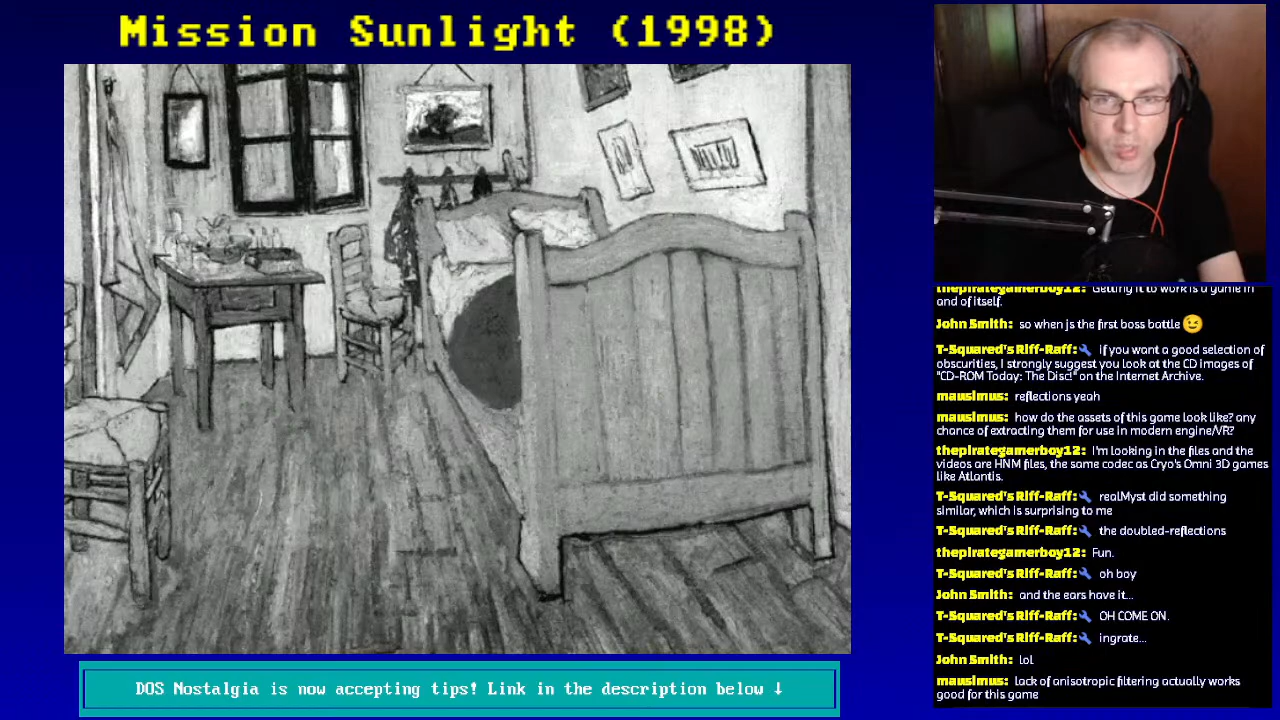 Mission Sunlight (1998)
thepirategamerboy12: Getting it to work is a game in
and of itself.
John Smith: so when js the first boss battle 😉
T-Squared's Riff-Raff: if you want a good selection of
obscurities, I strongly suggest you look at the CD images of
"CD-ROM Today: The Disc!" on the Internet Archive.
mausimus: reflections yeah
mausimus: how do the assets of this game look like? any
chance of extracting them for use in modern engine/VR?
thepirategamerboy12: I'm looking in the files and the
videos are HNM files, the same codec as Cryo's Omni 3D games
like Atlantis.
T-Squared's Riff-Raff: realMyst did something
similar, which is surprising to me
T-Squared's Riff-Raff: the doubled-reflections
thepirategamerboy12: Fun.
T-Squared's Riff-Raff: oh boy
John Smith: and the ears have it...
T-Squared's Riff-Raff: OH COME ON.
T-Squared's Riff-Raff: ingrate...
John Smith: lol
mausimus: lack of anisotropic filtering actually works
good for this game
DOS Nostalgia is now accepting tips! Link in the description below ↓